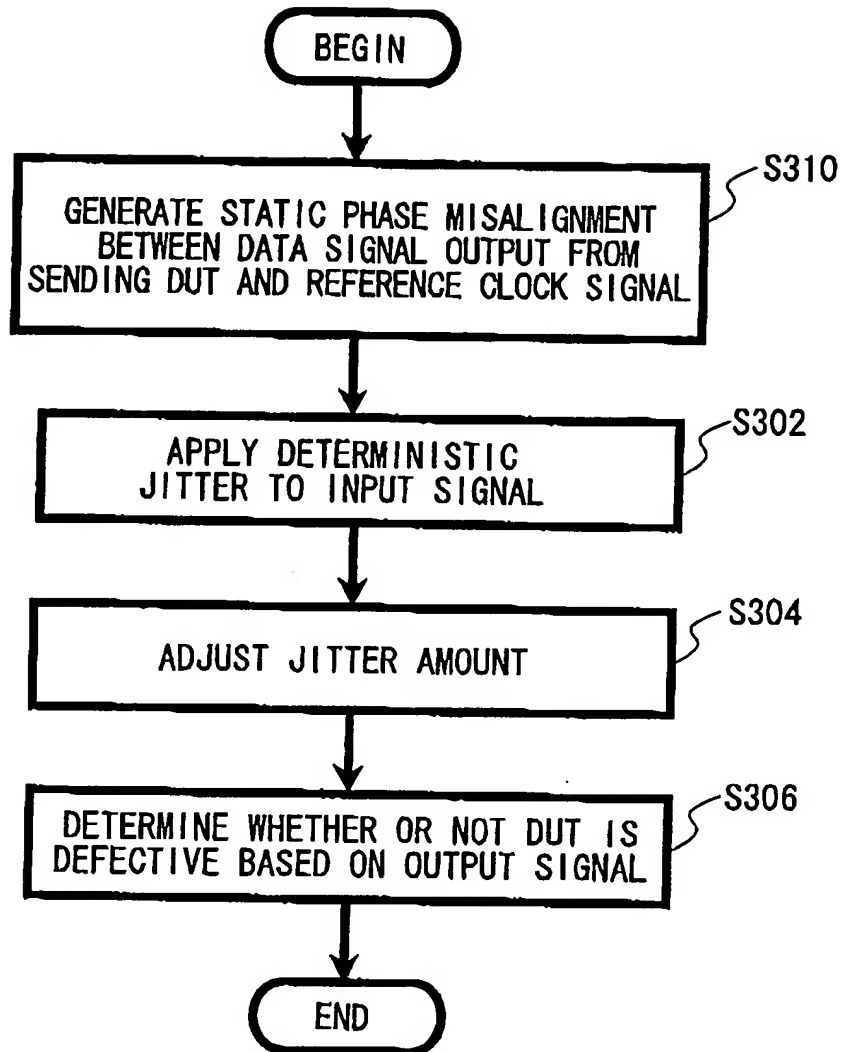 BEGIN
S310
GENERATE STATIC PHASE MISALIGNMENT
BETWEEN DATA SIGNAL OUTPUT FROM
SENDING DUT AND REFERENCE CLOCK SIGNAL
S302
APPLY DETERMINISTIC
JITTER TO INPUT SIGNAL
S304
ADJUST JITTER AMOUNT
S306
DETERMINE WHETHER OR NOT DUT IS
DEFECTIVE BASED ON OUTPUT SIGNAL
END